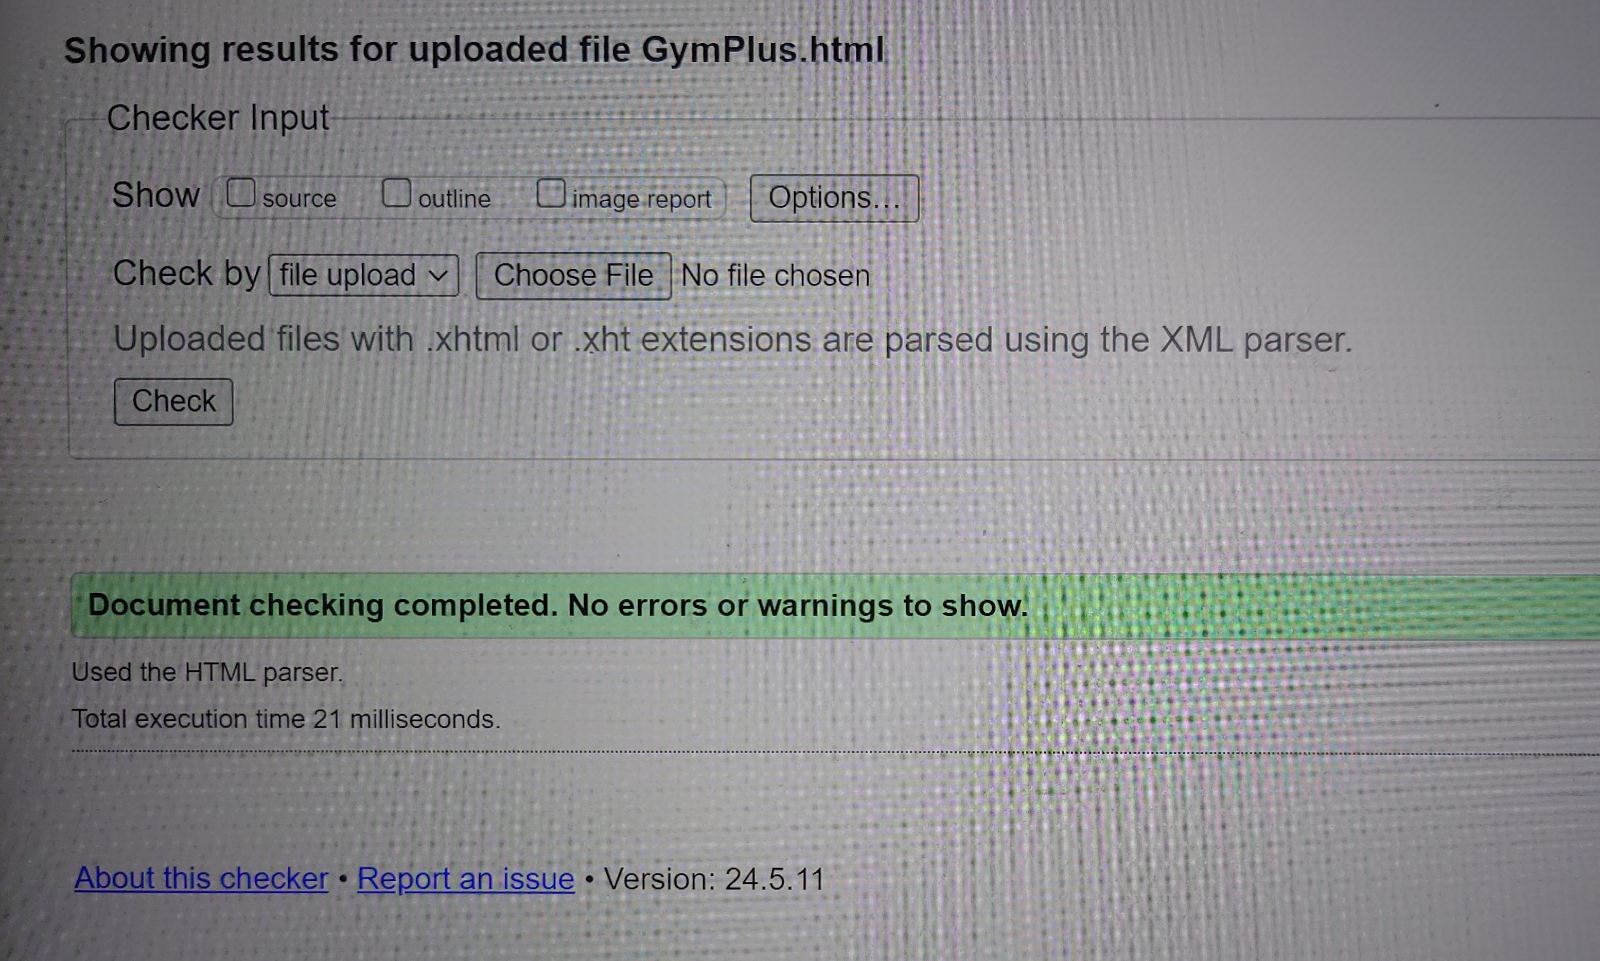 Showing results for uploaded file GymPlus.html
Checker Input
Show source outline image report Options...
Check by file upload Choose File No file chosen
Uploaded files with .xhtml or .xht extensions are parsed using the XML parser.
Check
Document checking completed. No errors or warnings to show.
Used the HTML parser.
Total execution time 21 milliseconds.
About this checker • Report an issue • Version: 24.5.11